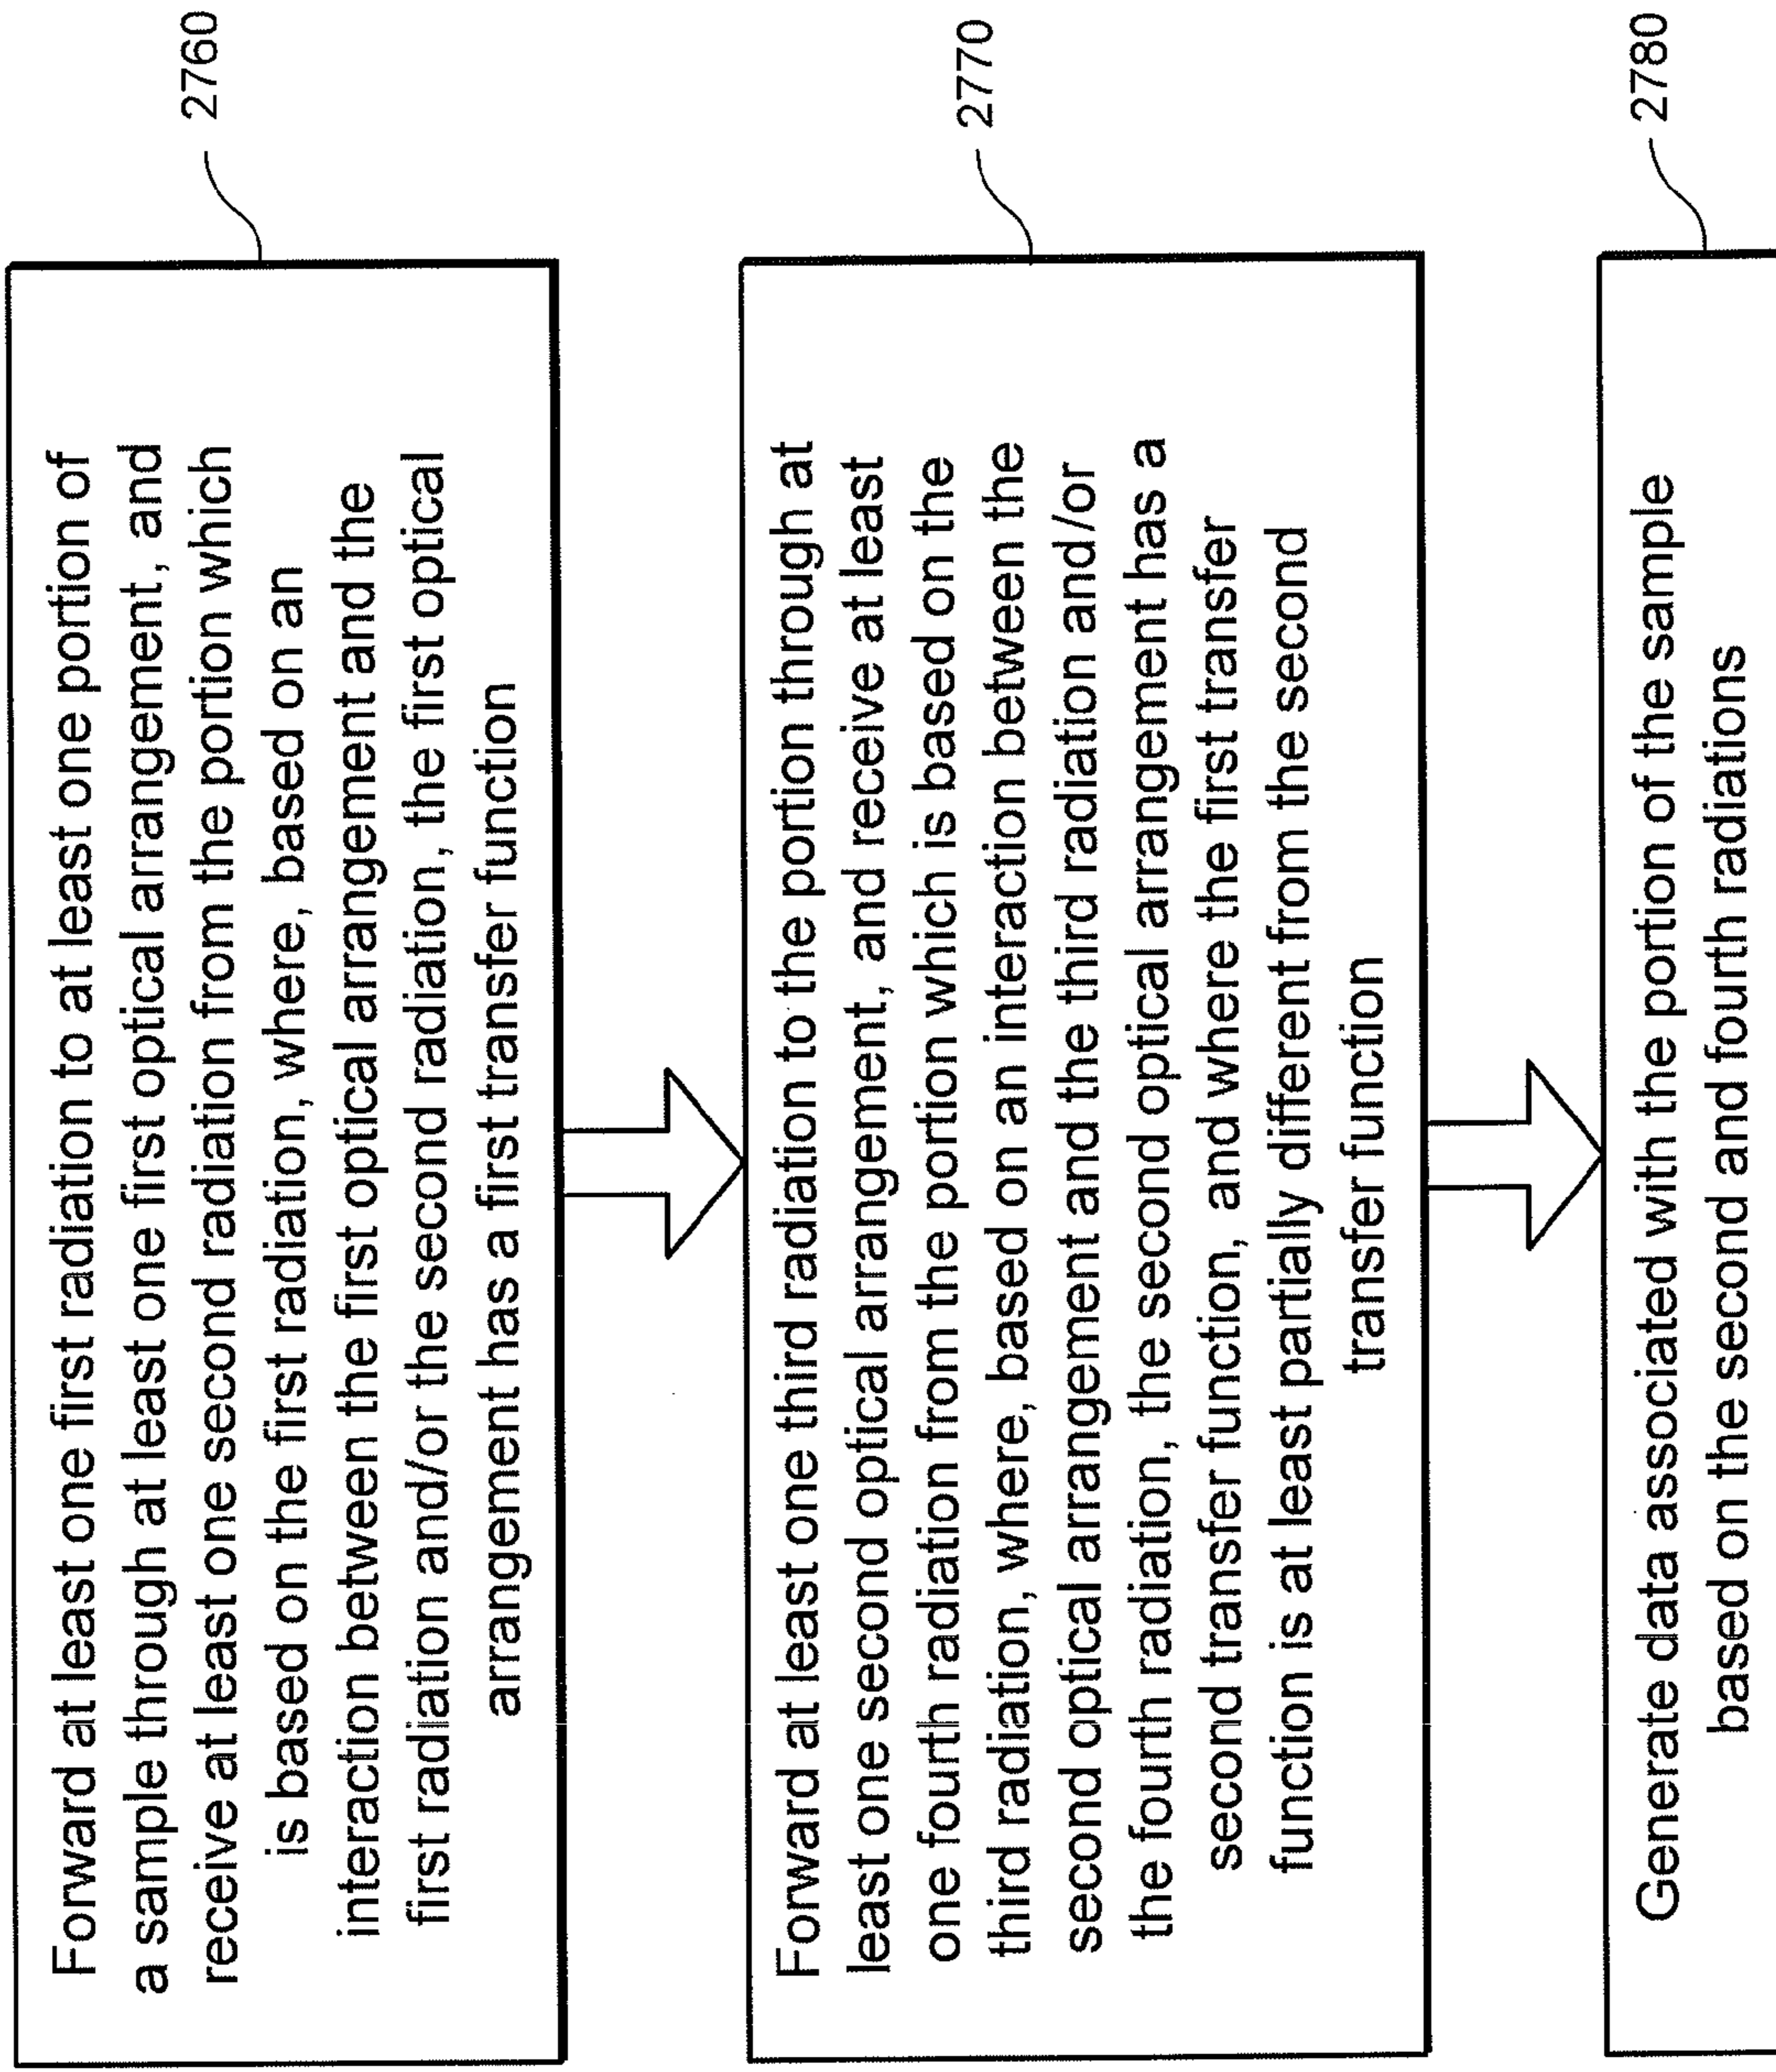 Forward at least one first radiation to at least one portion of
a sample through at least one first optical arrangement, and
receive at least one second radiation from the portion which
is based on the first radiation, where, based on an
interaction between the first optical arrangement and the
first radiation and/or the second radiation, the first optical
arrangement has a first transfer function
2760
Forward at least one third radiation to the portion through at
least one second optical arrangement, and receive at least
one fourth radiation from the portion which is based on the
third radiation, where, based on an interaction between the
second optical arrangement and the third radiation and/or
the fourth radiation, the second optical arrangement has a
second transfer function, and where the first transfer
function is at least partially different from the second
transfer function
2770
Generate data associated with the portion of the sample
based on the second and fourth radiations
2780